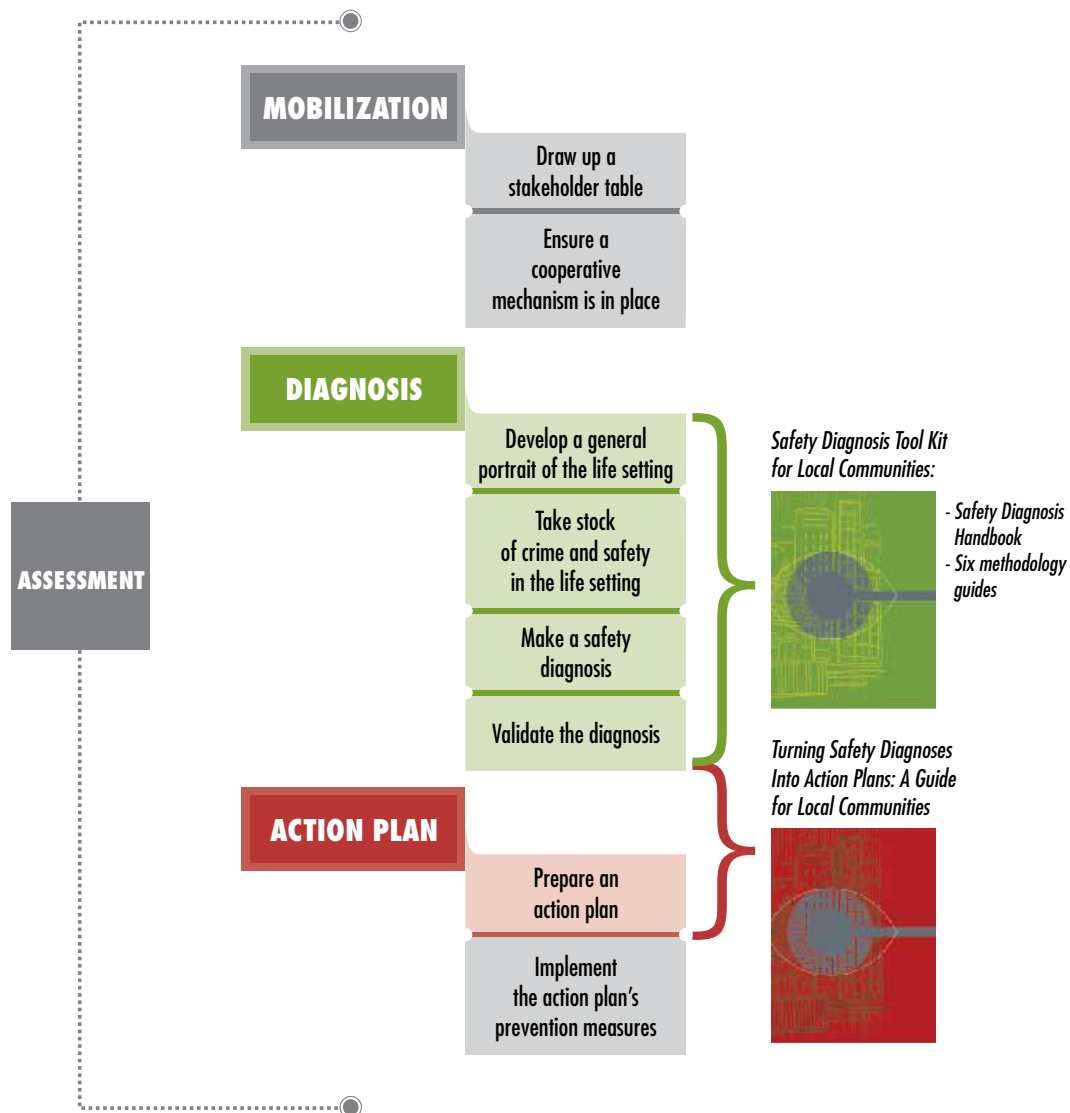 MOBILIZATION
Draw up a
stakeholder table
Ensure a
cooperative
mechanism is in place
DIAGNOSIS
Develop a general
portrait of the life setting
Take stock
of crime and safety
in the life setting
Make a safety
diagnosis
Validate the diagnosis
Safety Diagnosis Tool Kit
for Local Communities:
- Safety Diagnosis
Handbook
- Six methodology
guides
ASSESSMENT
ACTION PLAN
Prepare an
action plan
Implement
the action plan’s
prevention measures
Turning Safety Diagnoses
Into Action Plans: A Guide
for Local Communities